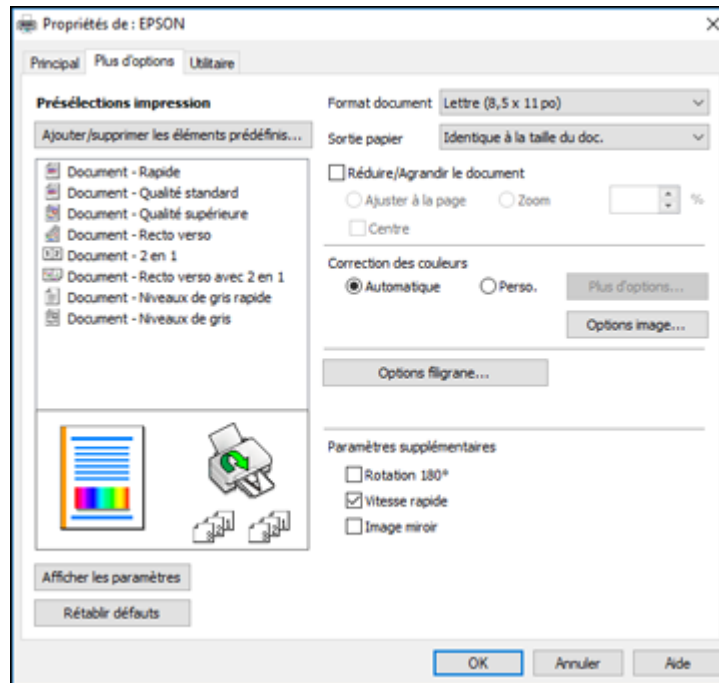 Propriétés de : EPSON
Principal
Plus d'options
Utilitaire
Présélections impression
Ajouter/supprimer les éléments prédéfinis...
Document - Rapide
Document - Qualité standard
Document - Qualité supérieure
Document - Recto verso
Document - 2 en 1
Document - Recto verso avec 2 en 1
Document - Niveaux de gris rapide
Document - Niveaux de gris
Afficher les paramètres
Rétablir défauts
Format document
Lettre (8,5 x 11 po)
Sortie papier
Identique à la taille du doc.
Réduire/Agrandir le document
Ajuster à la page
Zoom
%
Centre
Correction des couleurs
Automatique
Perso.
Plus d'options...
Options image...
Options filigrane...
Paramètres supplémentaires
Rotation 180°
Vitesse rapide
Image miroir
OK
Annuler
Aide